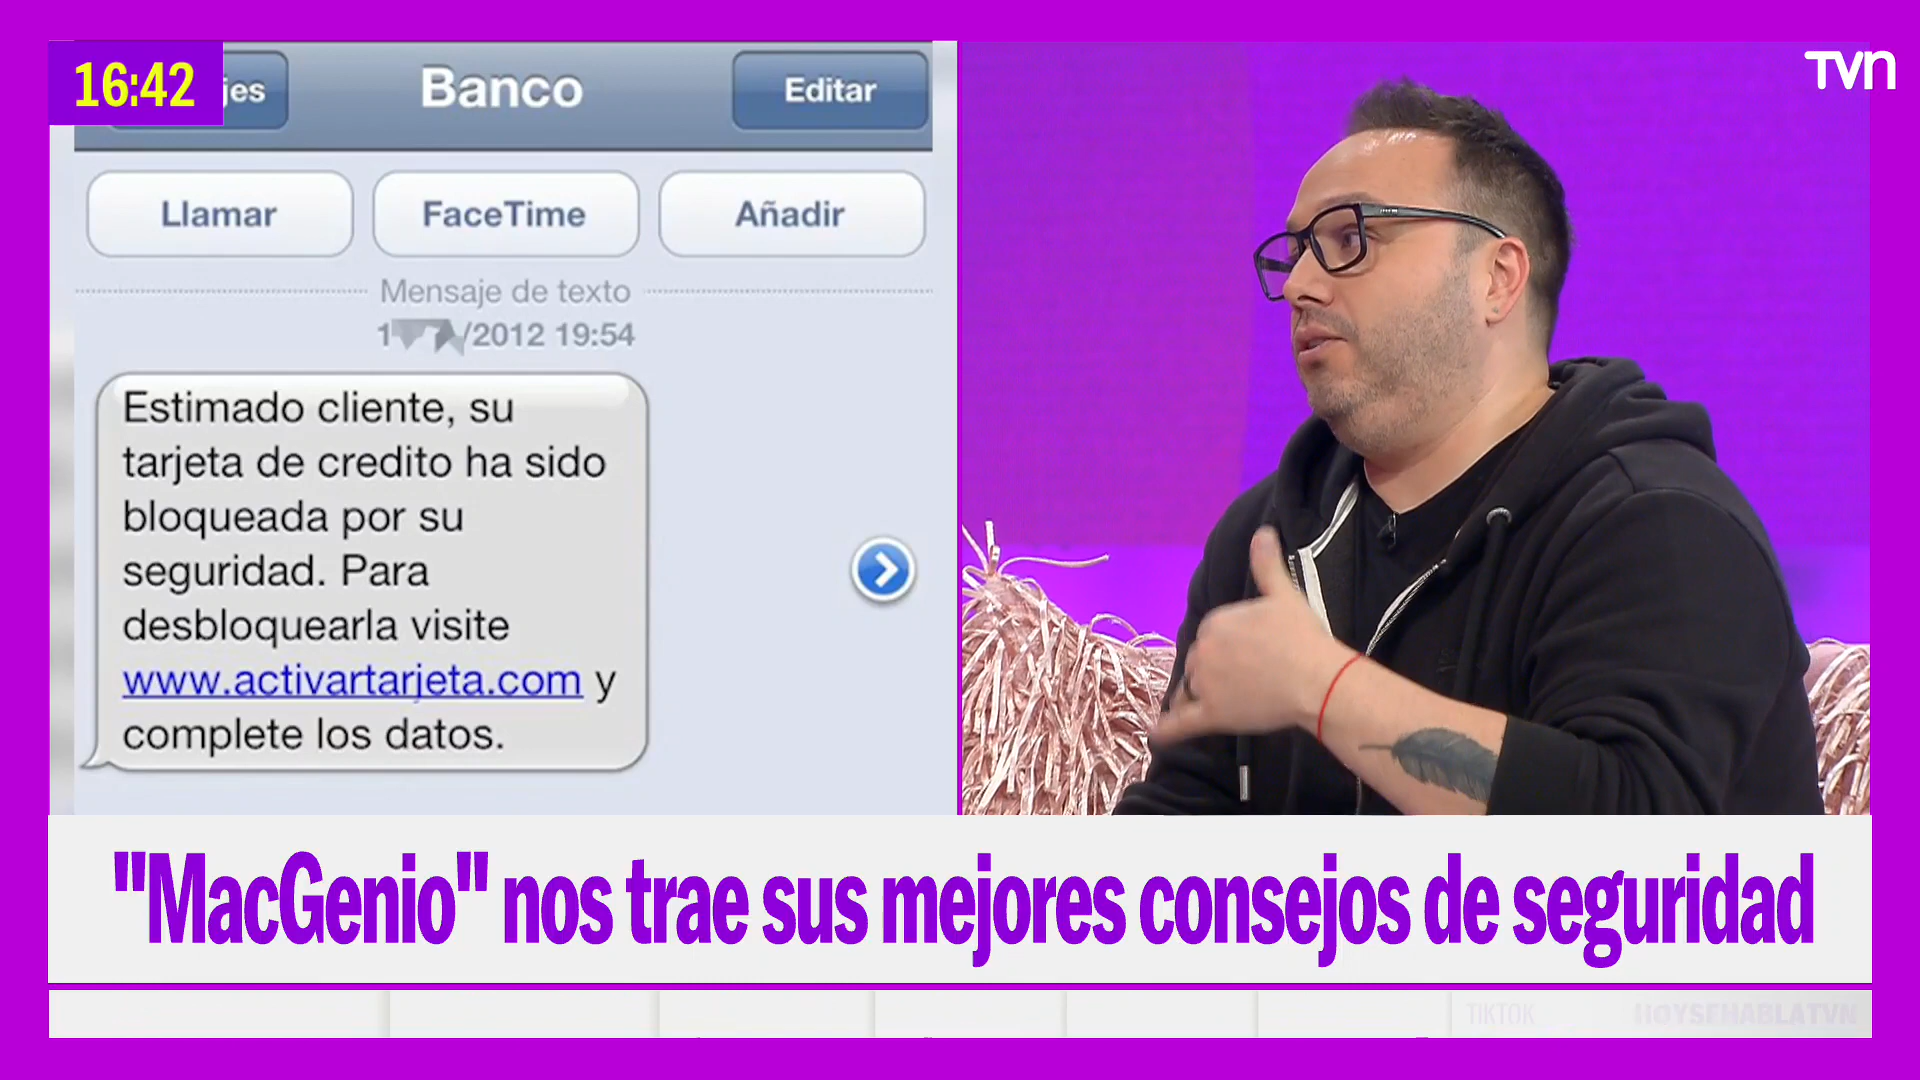 16:42
jes
Banco
Editar
TVN
Llamar
FaceTime
Añadir
Mensaje de texto
/2012 19:54
Estimado cliente, su
tarjeta de credito ha sido
bloqueada por su
seguridad. Para
desbloquearla visite
www.activartarjeta.com y
complete los datos.
"MacGenio" nos trae sus mejores consejos de seguridad
TIKTOK
HOYSEHABLATVN